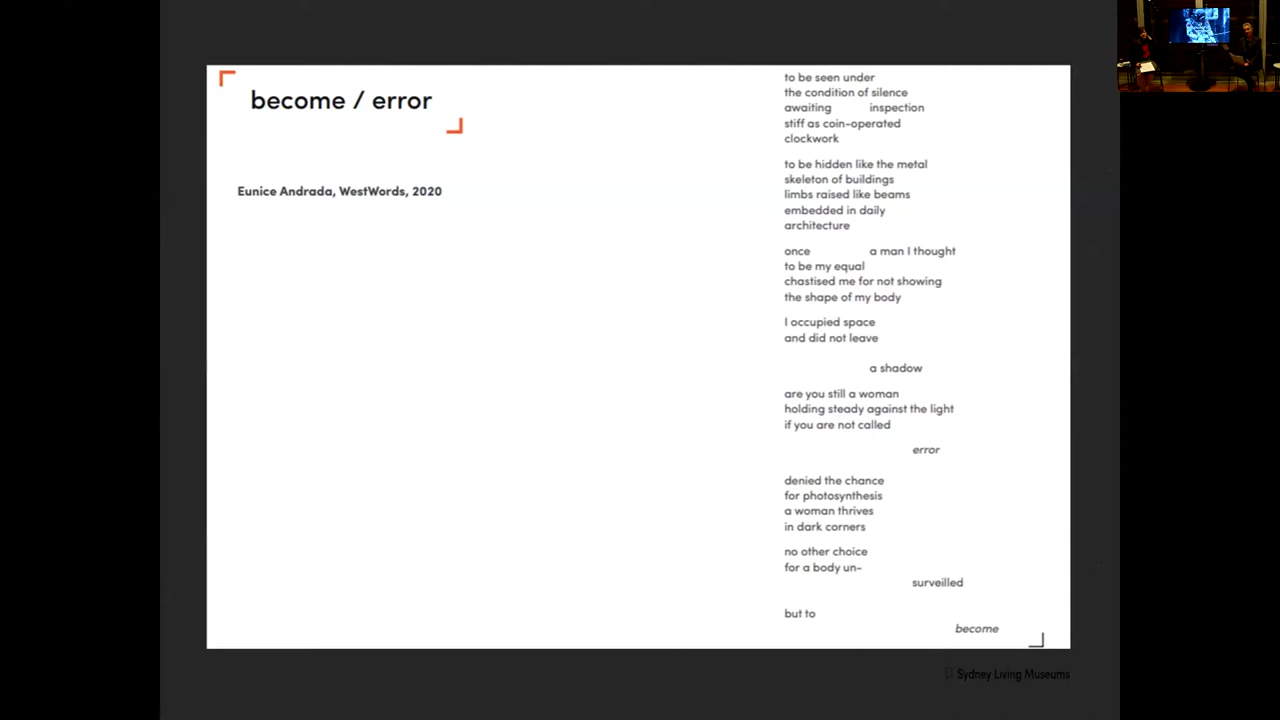 become / error
Eunice Andrada, WestWords, 2020
to be seen under
the condition of silence
awaiting inspection
stiff as coin-operated
clockwork
to be hidden like the metal
skeleton of buildings
limbs raised like beams
embedded in daily
architecture
once a man I thought
to be my equal
chastised me for not showing
the shape of my body
I occupied space
and did not leave
a shadow
are you still a woman
holding steady against the light
if you are not called
error
denied the chance
for photosynthesis
a woman thrives
in dark corners
no other choice
for a body un-
surveilled
but to
become
Sydney Living Museums